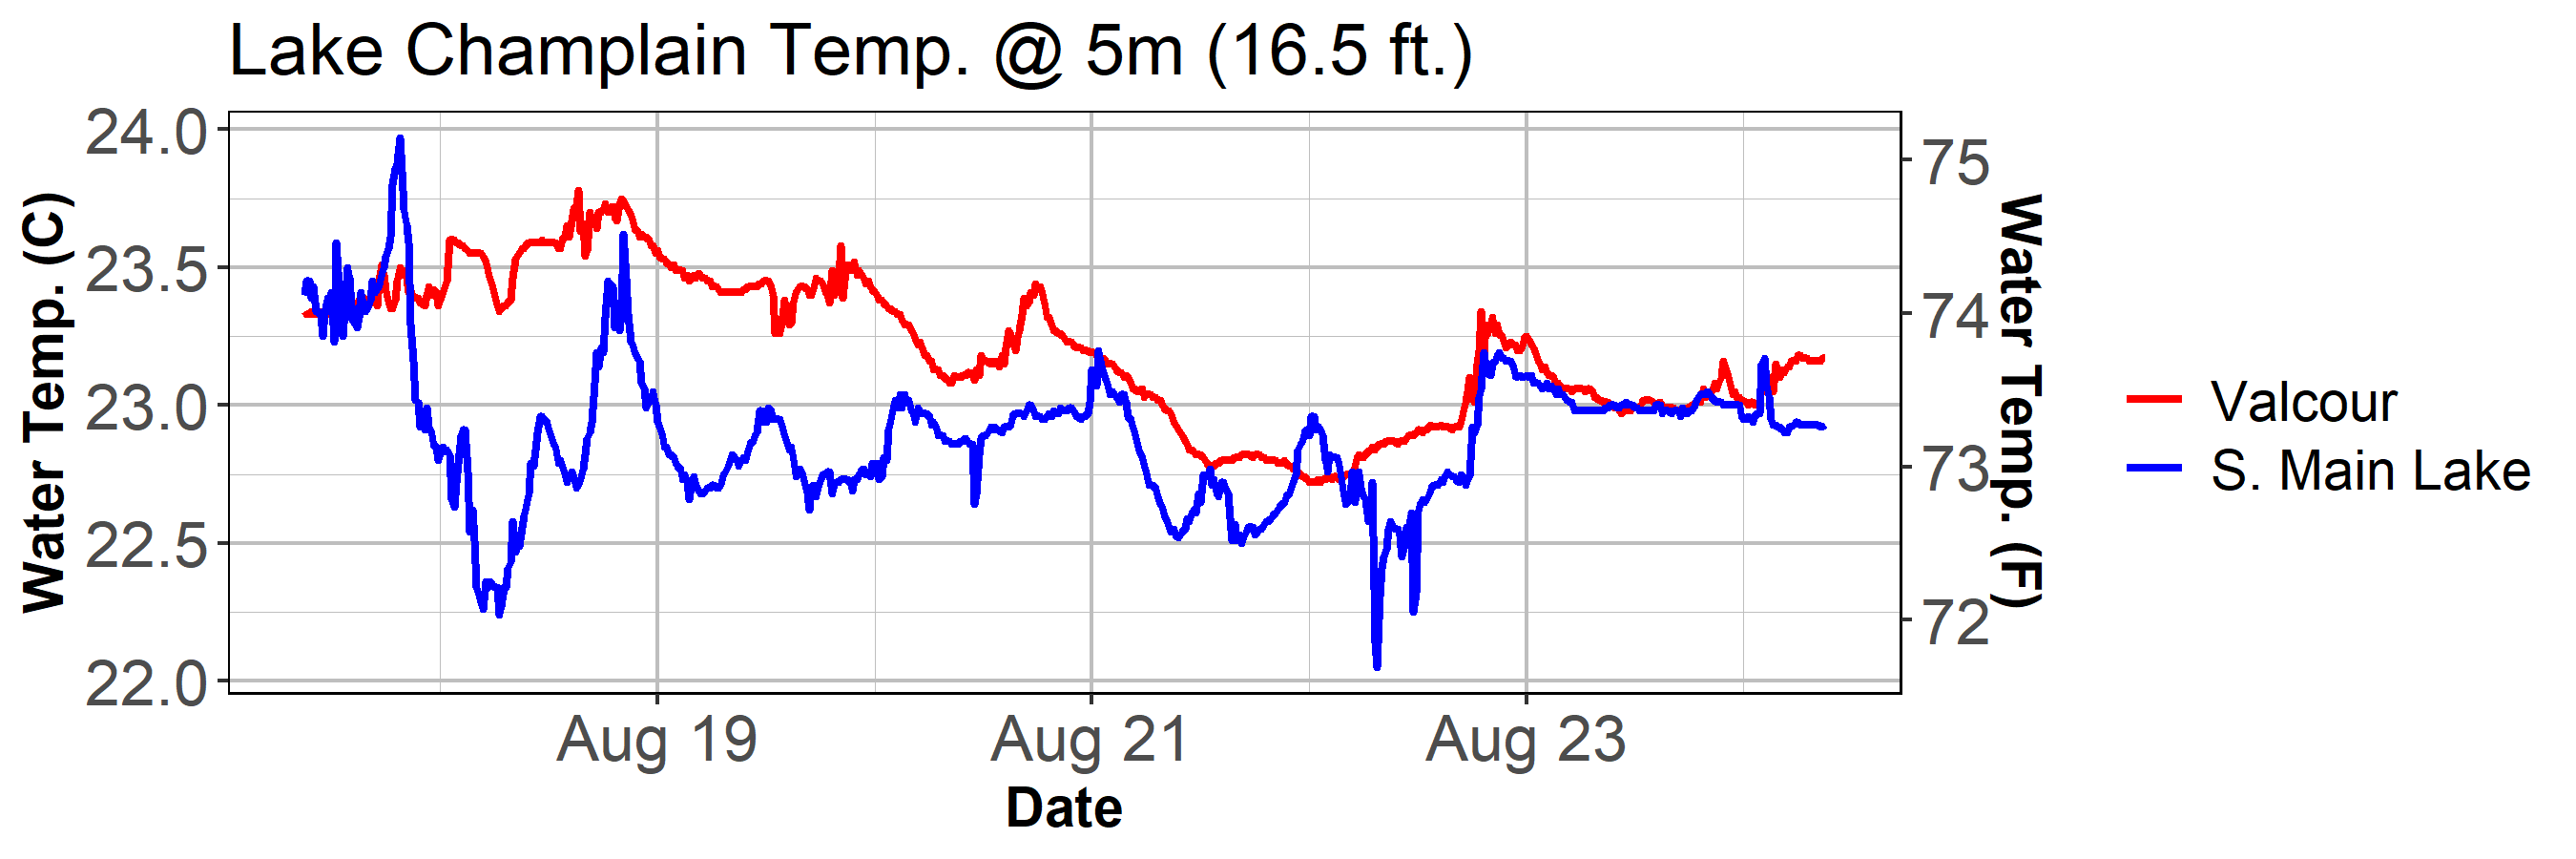 Lake Champlain Temp. @ 5m (16.5 ft.)
Water Temp. (C)
24.0
23.5
23.0
22.5
22.0
75
74
73
72
Water Temp. (F)
Aug 19
Aug 21
Aug 23
Date
Valcour
S. Main Lake